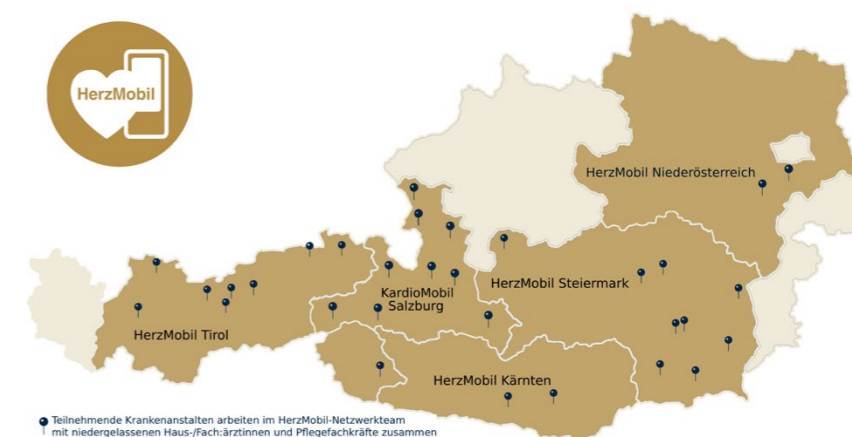 HerzMobil
HerzMobil Niederösterreich
HerzMobil Steiermark
KardioMobil
Salzburg
HerzMobil Tirol
HerzMobil Kärnten
Teilnehmende Krankenanstalten arbeiten im HerzMobil-Netzwerkteam
mit niedergelassenen Haus-/Fach:ärztinnen und Pflegefachkräfte zusammen